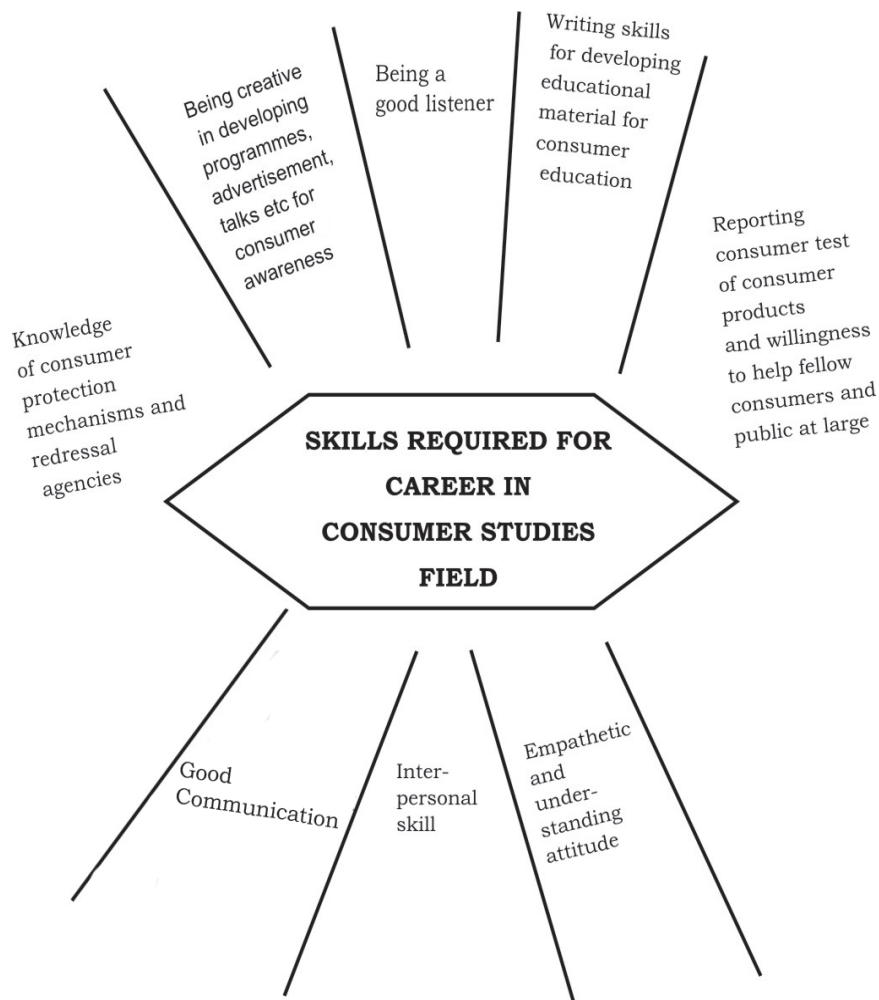 Knowledge
of consumer
protection
mechanisms and
redressal
agencies
Being creative
in developing
programmes,
advertisement,
talks etc for
consumer
awareness
Being a
good listener
Writing skills
for developing
educational
material for
consumer
education
Reporting
consumer test
of consumer
products
and willingness
to help fellow
consumers and
public at large
SKILLS REQUIRED FOR
CAREER IN
CONSUMER STUDIES
FIELD
Good
Communication
Inter-
personal
skill
Empathetic
and
under-
standing
attitude